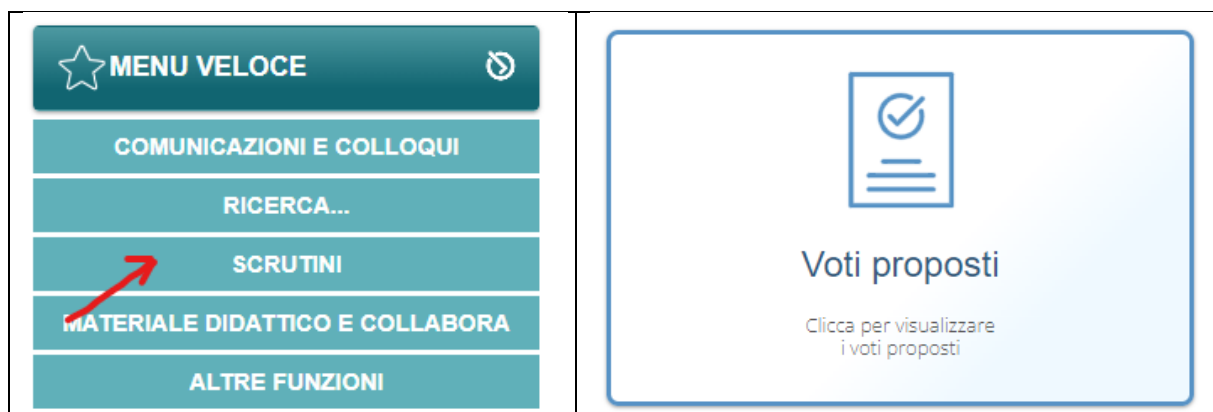 MENU VELOCE
COMUNICAZIONI E COLLOQUI
RICERCA...
SCRUTINI
MATERIALE DIDATTICO E COLLABORA
ALTRE FUNZIONI
Voti proposti
Clicca per visualizzare
i voti proposti